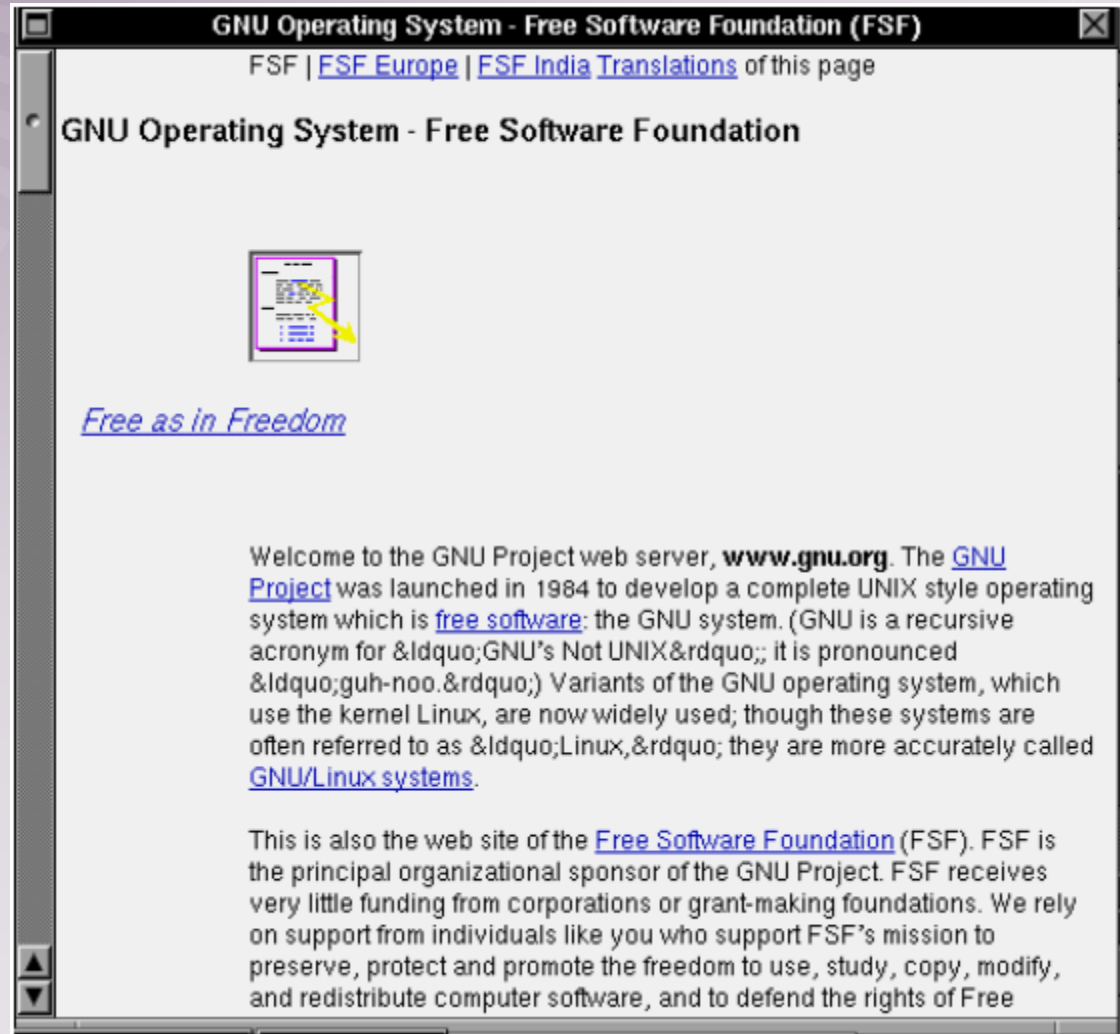 GNU Operating System - Free Software Foundation (FSF)
FSF | FSF Europe | FSF India Translations of this page
GNU Operating System - Free Software Foundation
Free as in Freedom
Welcome to the GNU Project web server, www.gnu.org. The GNU
Project was launched in 1984 to develop a complete UNIX style operating
system which is free software: the GNU system. (GNU is a recursive
acronym for &ldquo;GNU's Not UNIX&rdquo;; it is pronounced
&ldquo;guh-noo.&rdquo;) Variants of the GNU operating system, which
use the kernel Linux, are now widely used; though these systems are
often referred to as &ldquo;Linux,&rdquo; they are more accurately called
GNU/Linux systems.
This is also the web site of the Free Software Foundation (FSF). FSF is
the principal organizational sponsor of the GNU Project. FSF receives
very little funding from corporations or grant-making foundations. We rely
on support from individuals like you who support FSF's mission to
preserve, protect and promote the freedom to use, study, copy, modify,
and redistribute computer software, and to defend the rights of Free